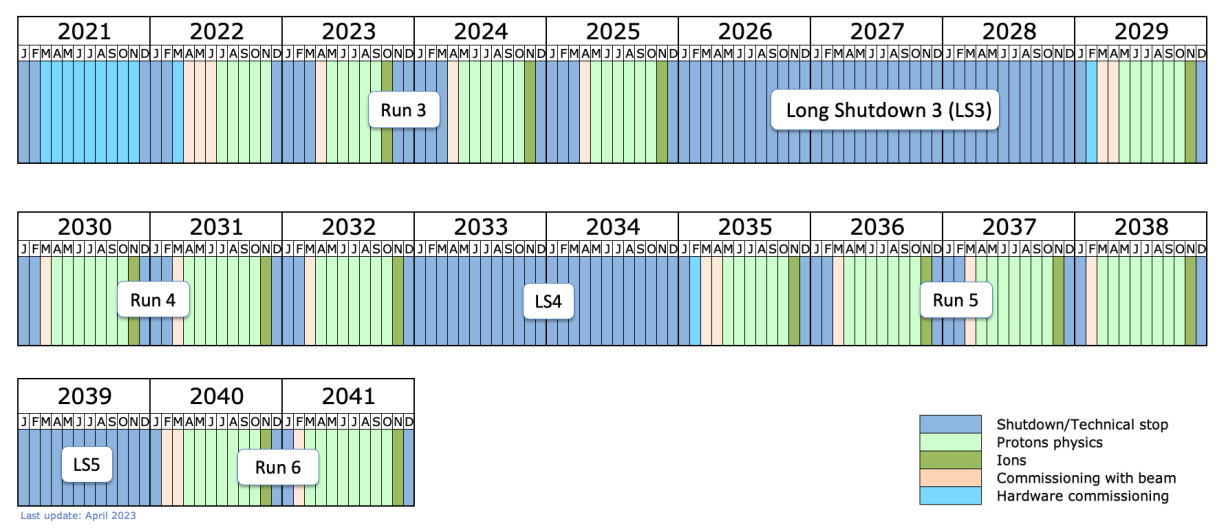 2021 2022 2023 2024 2025 2026 2027 2028 2029
J F M A M J J A S O N D J F M A M J J A S O N D J F M A M J J A S O N D J F M A M J J A S O N D J F M A M J J A S O N D J F M A M J J A S O N D J F M A M J J A S O N D J F M A M J J A S O N D J F M A M J J A S O N D
Run 3 Long Shutdown 3 (LS3)
2030 2031 2032 2033 2034 2035 2036 2037 2038
J F M A M J J A S O N D J F M A M J J A S O N D J F M A M J J A S O N D J F M A M J J A S O N D J F M A M J J A S O N D J F M A M J J A S O N D J F M A M J J A S O N D J F M A M J J A S O N D J F M A M J J A S O N D
Run 4 LS4 Run 5
2039 2040 2041
J F M A M J J A S O N D J F M A M J J A S O N D J F M A M J J A S O N D
LS5 Run 6
Shutdown/Technical stop
Protons physics
Ions
Commissioning with beam
Hardware commissioning
Last update: April 2023